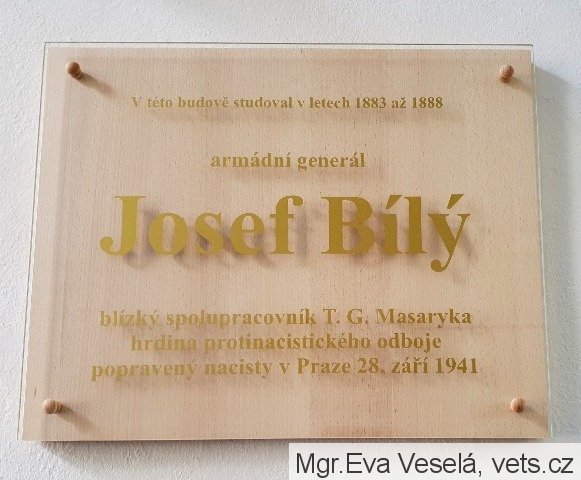 V této budově studoval v letech 1883 až 1888
armádní generál
Josef Bílý
blízký spolupracovník T. G. Masaryka
hrdina protinacistického odboje
popravený nacisty v Praze 28. září 1941
Mgr.Eva Veselá, vets.cz